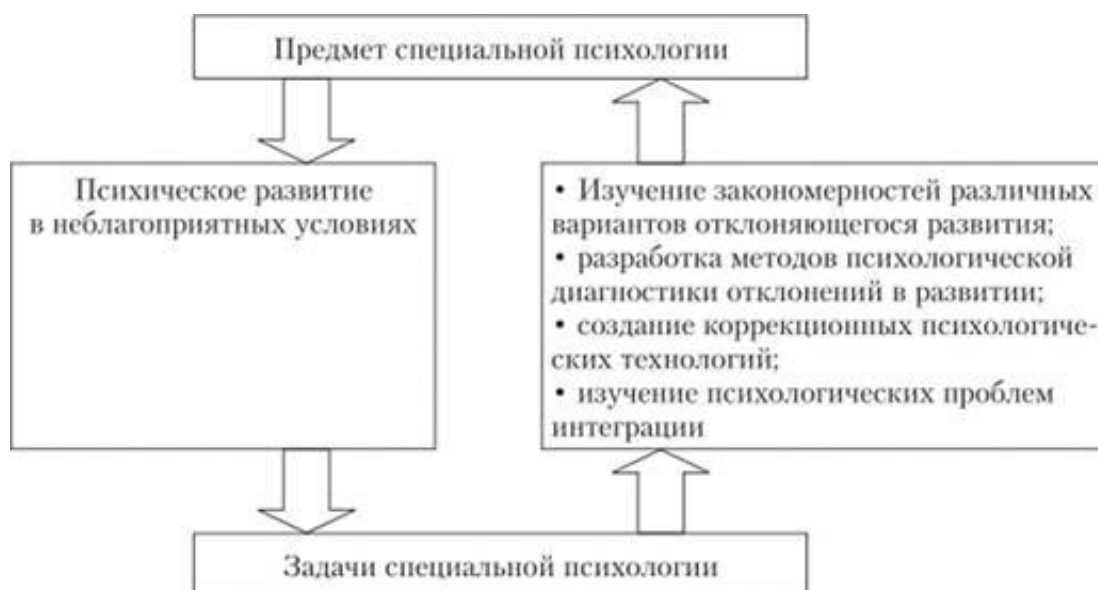 Предмет специальной психологии
Психическое развитие
в неблагоприятных условиях
• Изучение закономерностей различных
вариантов отклоняющегося развития;
• разработка методов психологической
диагностики отклонений в развитии;
• создание коррекционных психологиче-
ских технологий;
• изучение психологических проблем
интеграции
Задачи специальной психологии